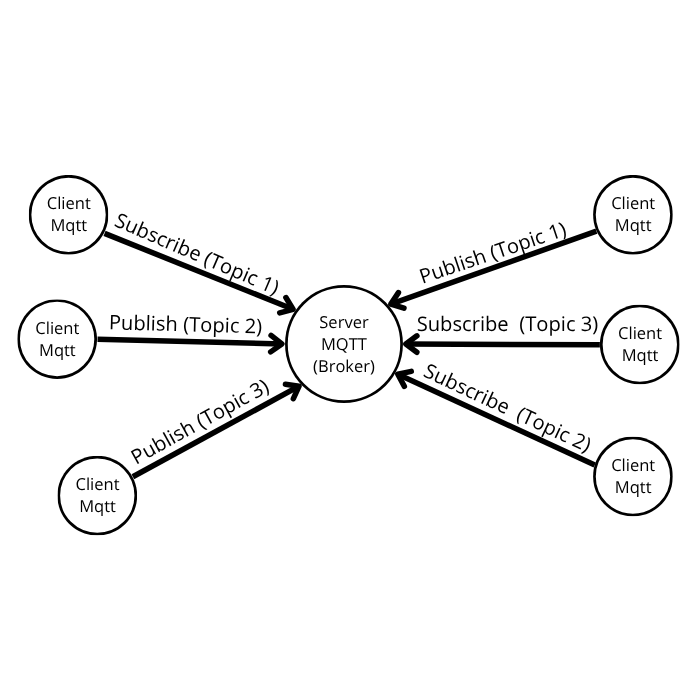 Client
Mqtt
Subscribe (Topic 1)
Client
Mqtt
Publish (Topic 1)
Client
Mqtt
Publish (Topic 2)
Server
MQTT
(Broker)
Subscribe  (Topic 3)
Client
Mqtt
Publish (Topic 3)
Client
Mqtt
Subscribe  (Topic 2)
Client
Mqtt